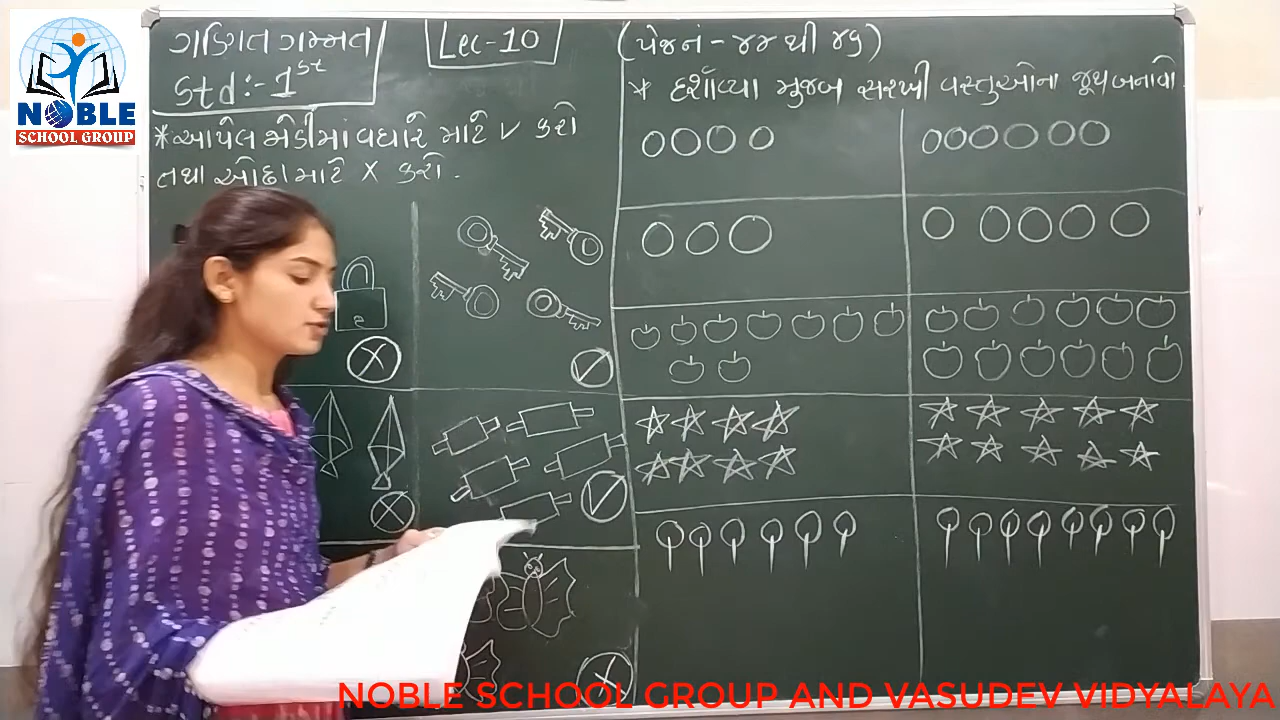 NOBLE
SCHOOL GROUP
ગણિત ગમ્મત
Std:-1st
Lec-10
(પેજનં - ૪૪ થી ૪૫)
* દર્શાવ્યા મુજબ સરખી વસ્તુઓના જૂથ બનાવો
*આપેલ જોડીમાં વધારે માટે ✓ કરો
તથા ઓછા માટે X કરો.
NOBLE SCHOOL GROUP AND VASUDEV VIDYALAYA